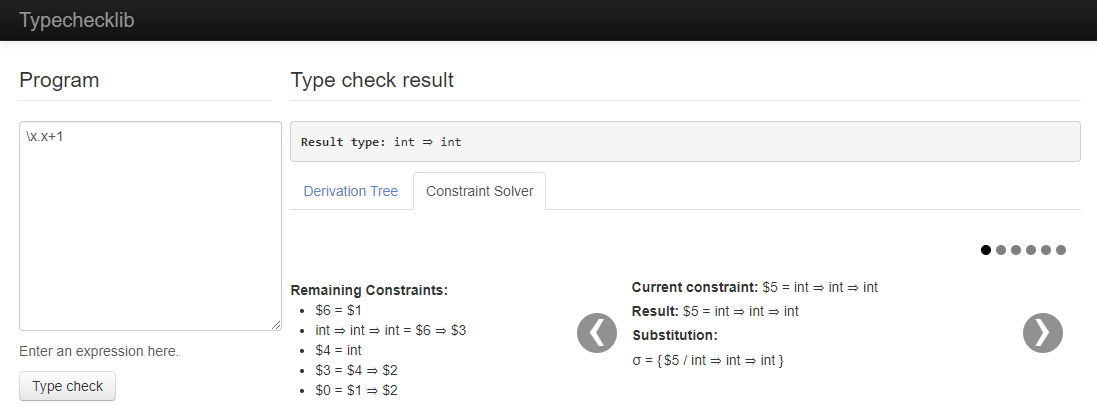 Typechecklib
Program
\x.x+1
Enter an expression here.
Type check
Type check result
Result type: int ⇒ int
Derivation Tree
Constraint Solver
Remaining Constraints:
• $6 = $1
• int ⇒ int ⇒ int = $6 ⇒ $3
• $4 = int
• $3 = $4 ⇒ $2
• $0 = $1 ⇒ $2
Current constraint: $5 = int ⇒ int ⇒ int
Result: $5 = int ⇒ int ⇒ int
Substitution:
σ = { $5 / int ⇒ int ⇒ int }